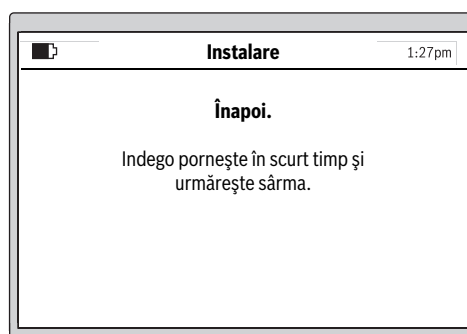 Instalare 1:27pm
Înapoi.
Indego porneşte în scurt timp şi
urmăreşte sârma.